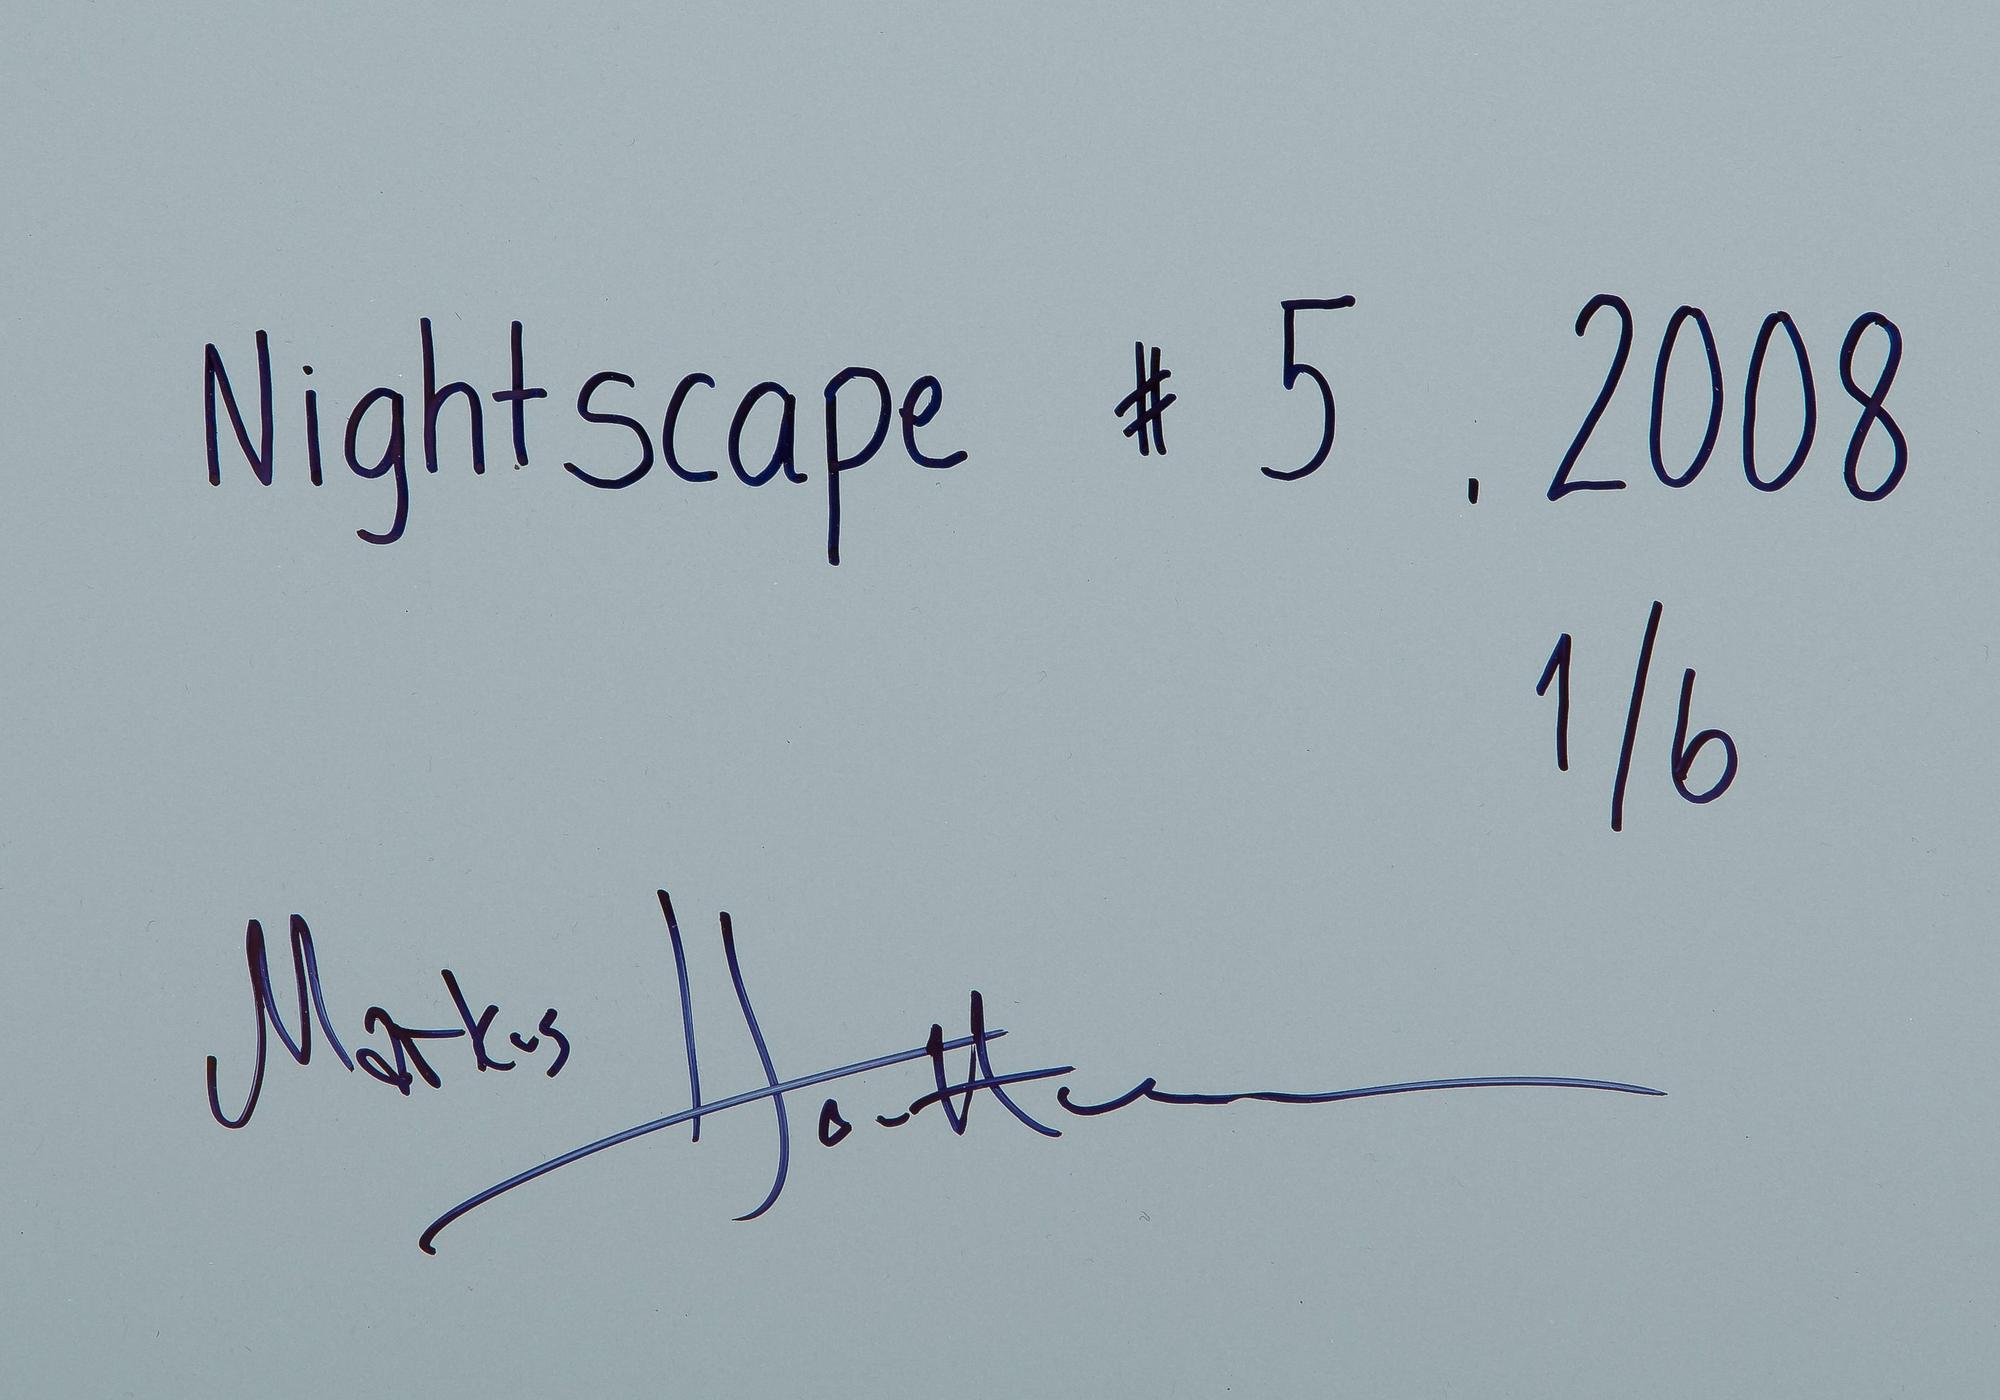 Nightscape # 5 . 2008
1/6
Markus